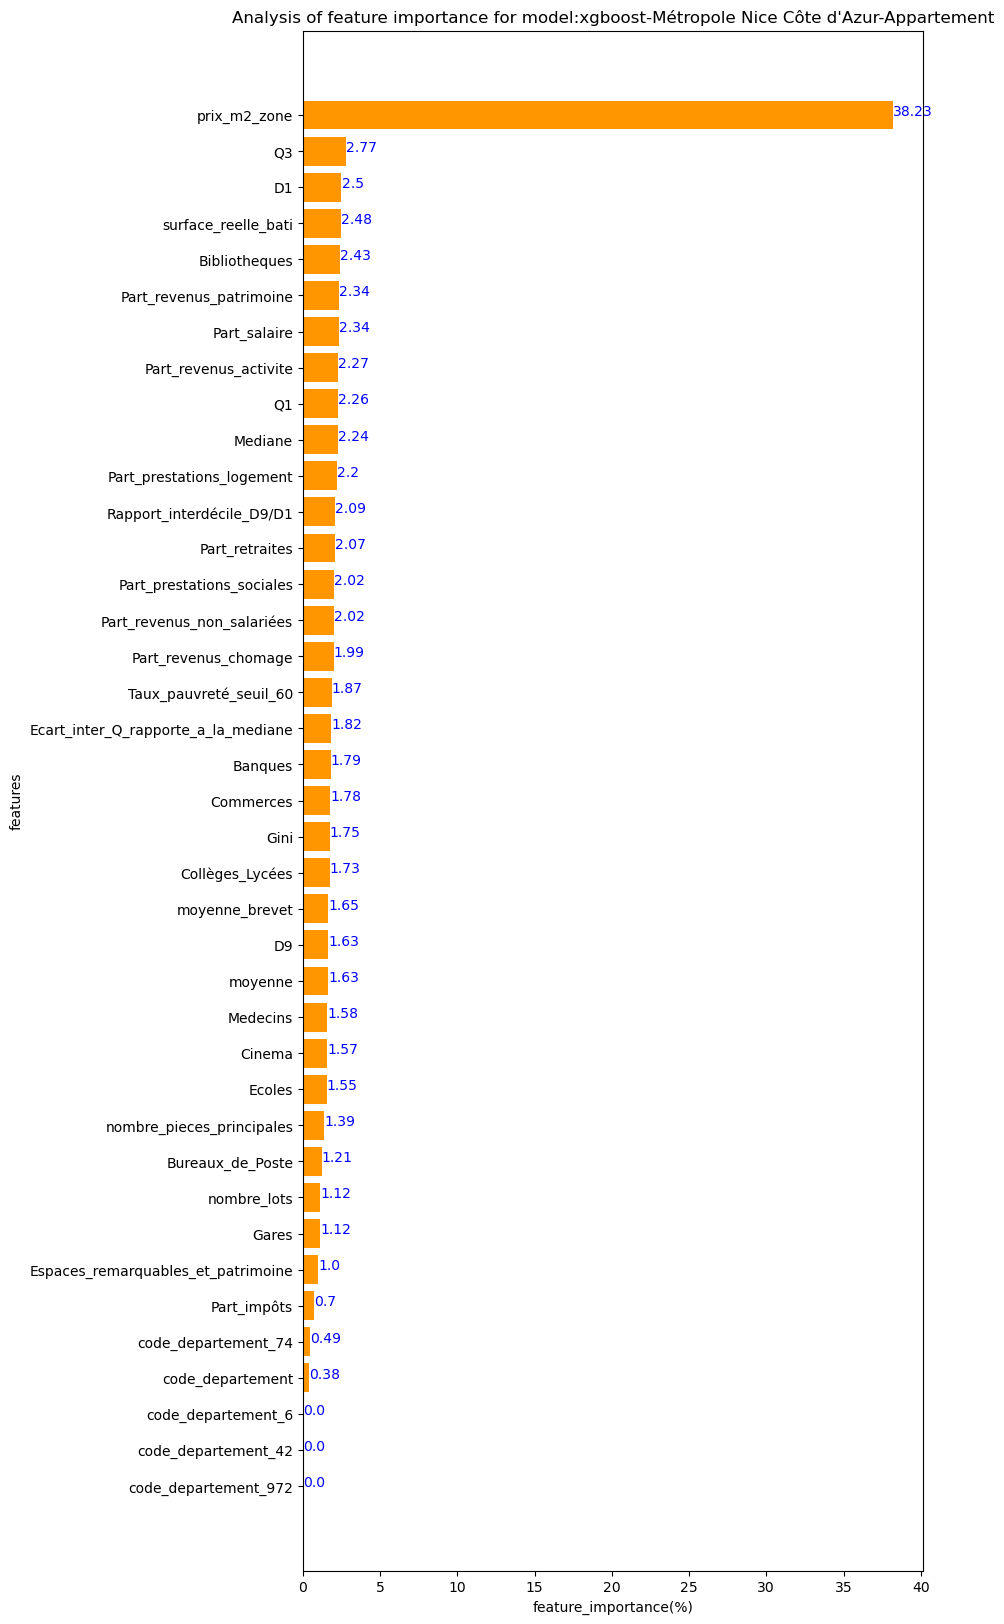 Analysis of feature importance for model:xgboost-Métropole Nice Côte d'Azur-Appartement
features
prix_m2_zone 38.23
Q3 2.77
D1 2.5
surface_reelle_bati 2.48
Bibliotheques 2.43
Part_revenus_patrimoine 2.34
Part_salaire 2.34
Part_revenus_activite 2.27
Q1 2.26
Mediane 2.24
Part_prestations_logement 2.2
Rapport_interdécile_D9/D1 2.09
Part_retraites 2.07
Part_prestations_sociales 2.02
Part_revenus_non_salariées 2.02
Part_revenus_chomage 1.99
Taux_pauvreté_seuil_60 1.87
Ecart_inter_Q_rapporte_a_la_mediane 1.82
Banques 1.79
Commerces 1.78
Gini 1.75
Collèges_Lycées 1.73
moyenne_brevet 1.65
D9 1.63
moyenne 1.63
Medecins 1.58
Cinema 1.57
Ecoles 1.55
nombre_pieces_principales 1.39
Bureaux_de_Poste 1.21
nombre_lots 1.12
Gares 1.12
Espaces_remarquables_et_patrimoine 1.0
Part_impôts 0.7
code_departement_74 0.49
code_departement 0.38
code_departement_6 0.0
code_departement_42 0.0
code_departement_972 0.0
0 5 10 15 20 25 30 35 40
feature_importance(%)